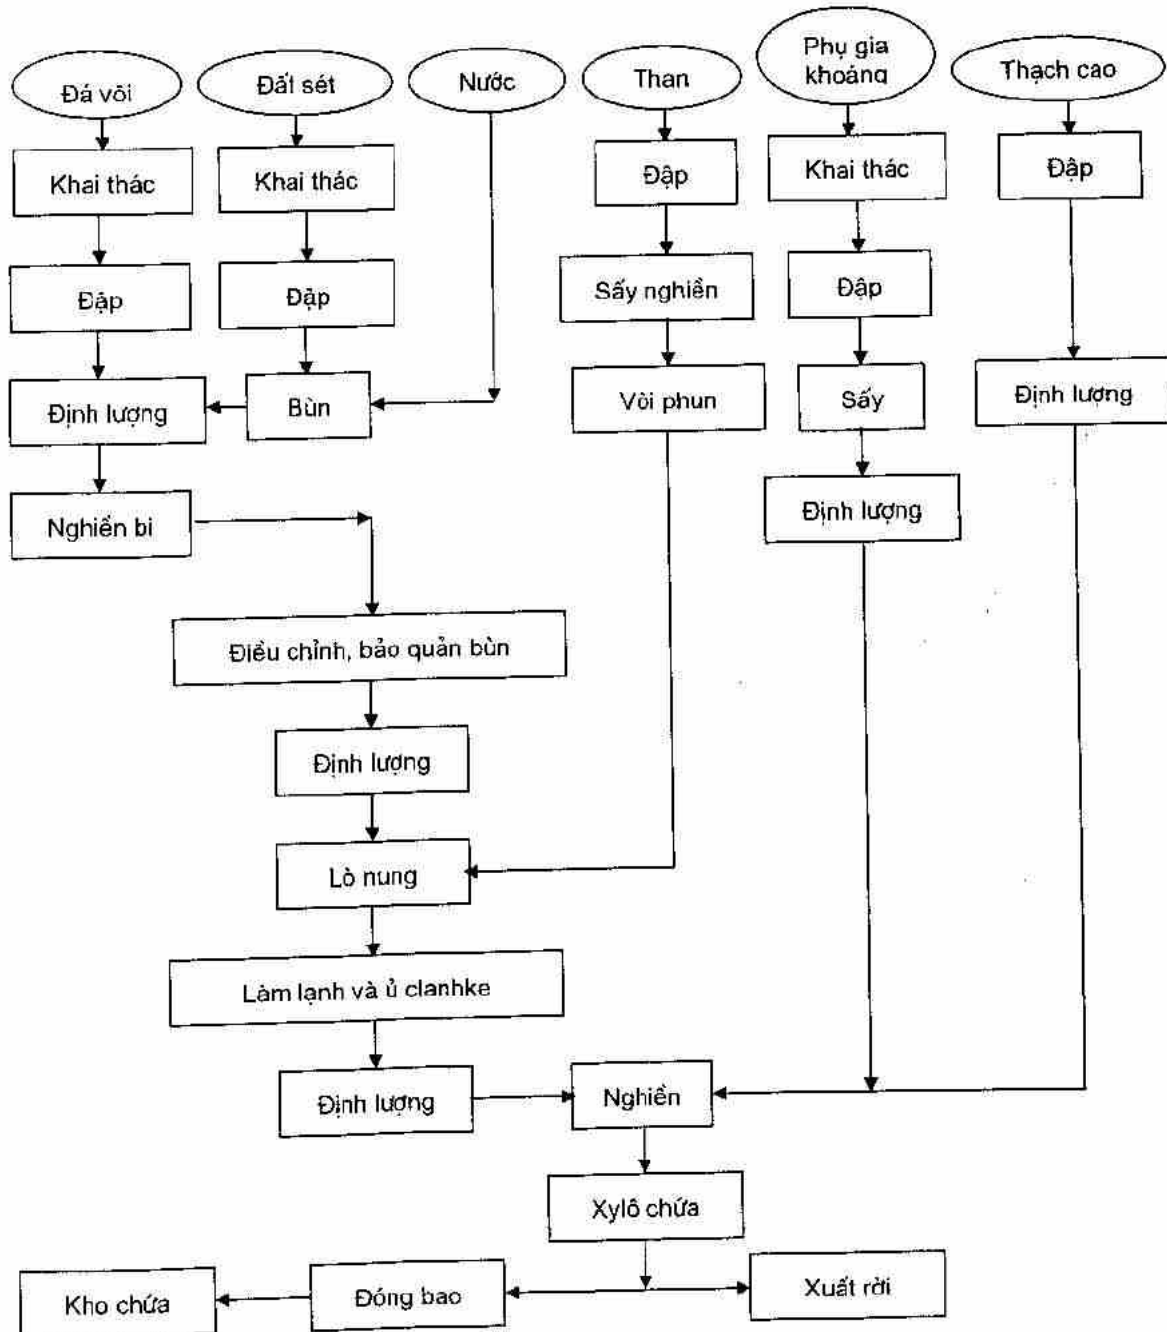 Đá vôi
Đất sét
Nước
Than
Phụ gia
khoáng
Thạch cao
Khai thác
Khai thác
Đập
Khai thác
Đập
Đập
Đập
Sấy nghiền
Đập
Định lượng
Bùn
Vòi phun
Sấy
Định lượng
Nghiền bi
Định lượng
Điều chỉnh, bảo quản bùn
Định lượng
Lò nung
Làm lạnh và ủ clanhke
Định lượng
Nghiền
Xylô chứa
Kho chứa
Đóng bao
Xuất rời